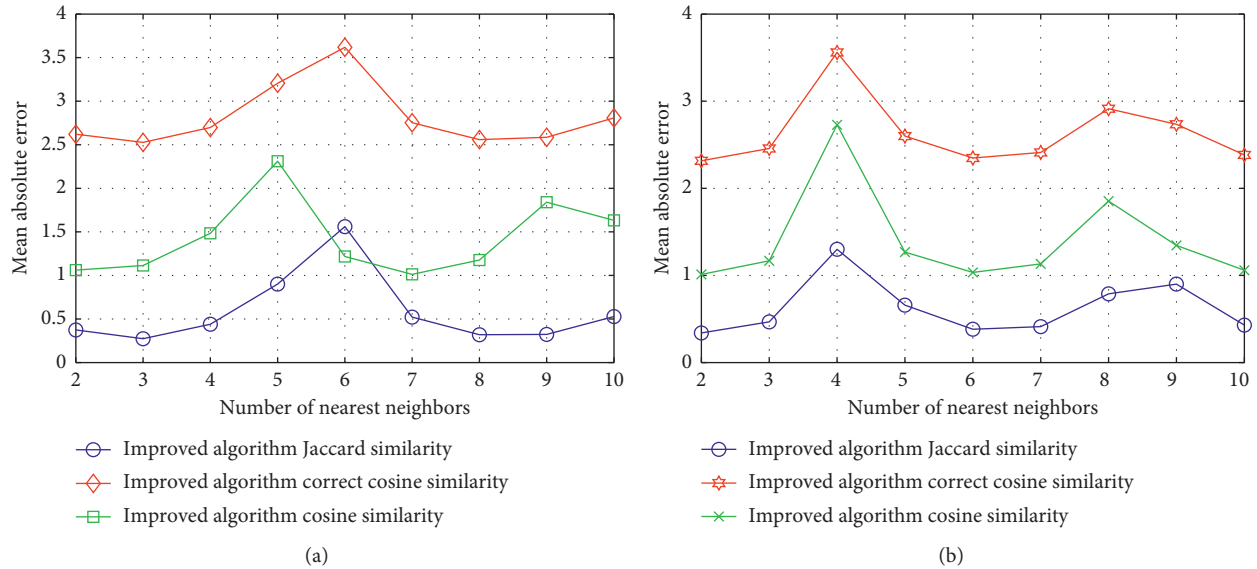 4
3.5
3
2.5
2
1.5
1
0.5
0
Mean absolute error
2 3 4 5 6 7 8 9 10
Number of nearest neighbors
Improved algorithm Jaccard similarity
Improved algorithm correct cosine similarity
Improved algorithm cosine similarity
(a)
4
3
2
1
0
Mean absolute error
2 3 4 5 6 7 8 9 10
Number of nearest neighbors
Improved algorithm Jaccard similarity
Improved algorithm correct cosine similarity
Improved algorithm cosine similarity
(b)